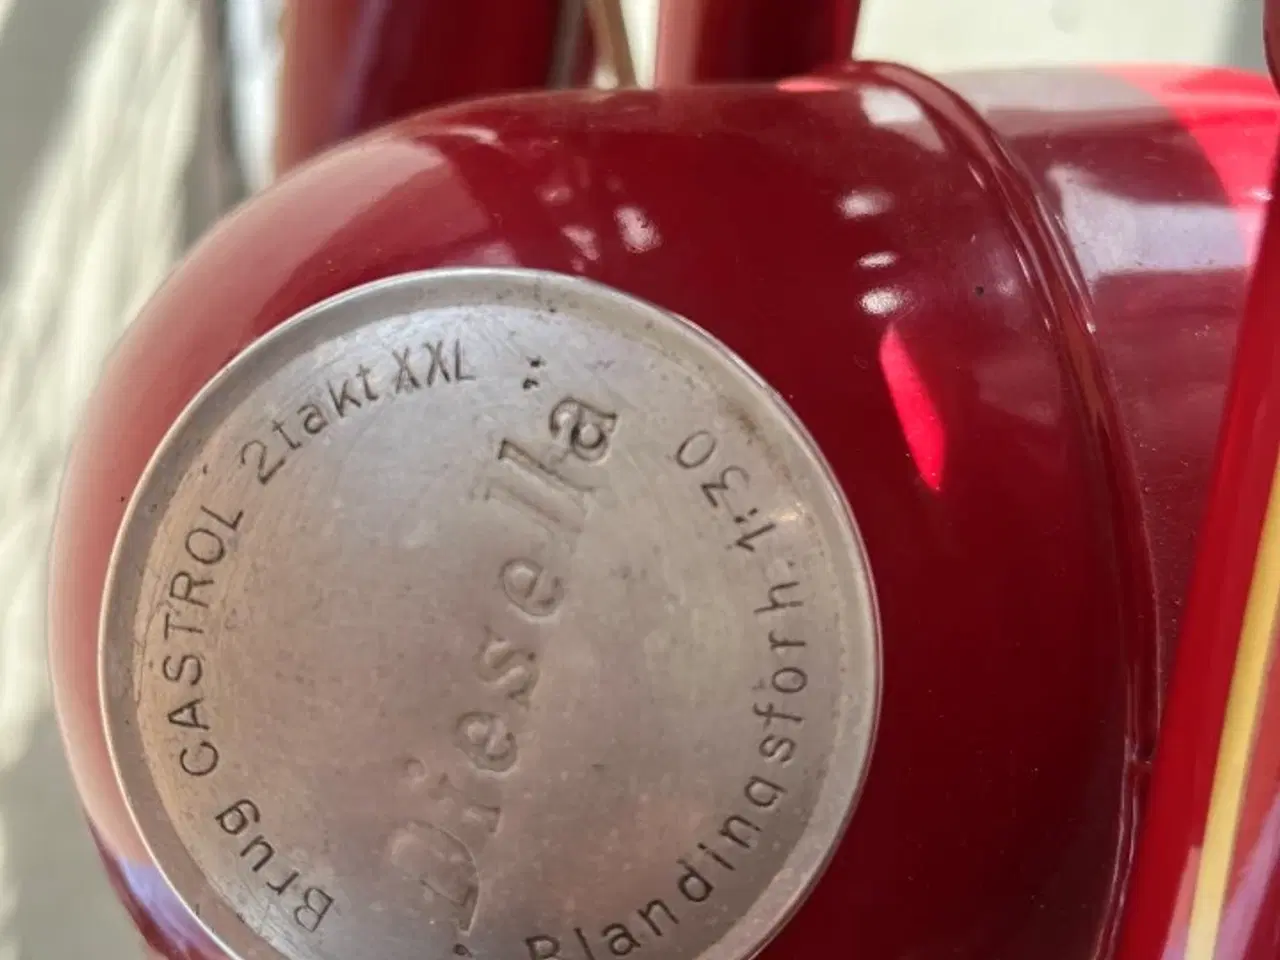 Brug CASTROL 2takt XXL
Diesella
Blandingsforh. 1:30